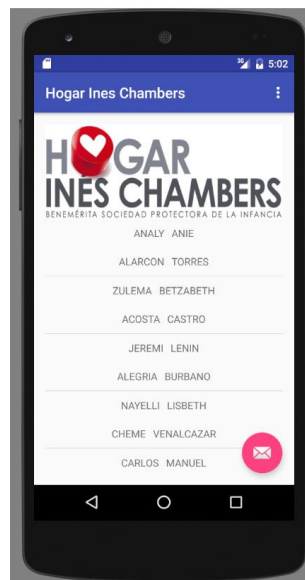 3G 5:02
Hogar Ines Chambers
HOGAR
INES CHAMBERS
BENEMÉRITA SOCIEDAD PROTECTORA DE LA INFANCIA
ANALY ANIE
ALARCON TORRES
ZULEMA BETZABETH
ACOSTA CASTRO
JEREMI LENIN
ALEGRIA BURBANO
NAYELLI LISBETH
CHEME VENALCAZAR
CARLOS MANUEL